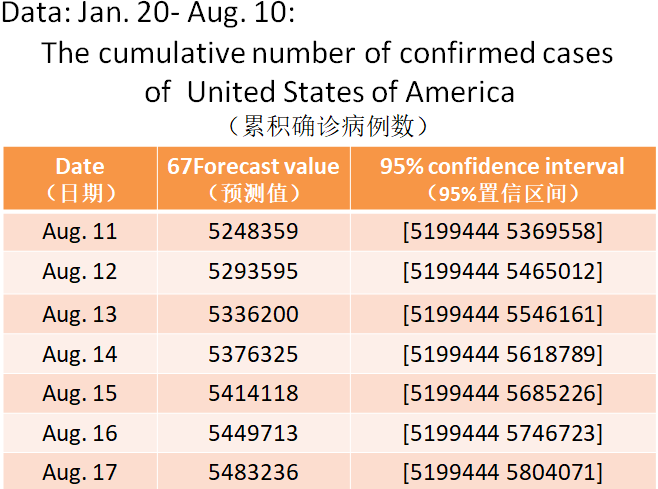 Data: Jan. 20- Aug. 10:
The cumulative number of confirmed cases
of United States of America
（累积确诊病例数）
Date 67Forecast value 95% confidence interval
（日期） （预测值） （95%置信区间）
Aug. 11 5248359 [5199444 5369558]
Aug. 12 5293595 [5199444 5465012]
Aug. 13 5336200 [5199444 5546161]
Aug. 14 5376325 [5199444 5618789]
Aug. 15 5414118 [5199444 5685226]
Aug. 16 5449713 [5199444 5746723]
Aug. 17 5483236 [5199444 5804071]